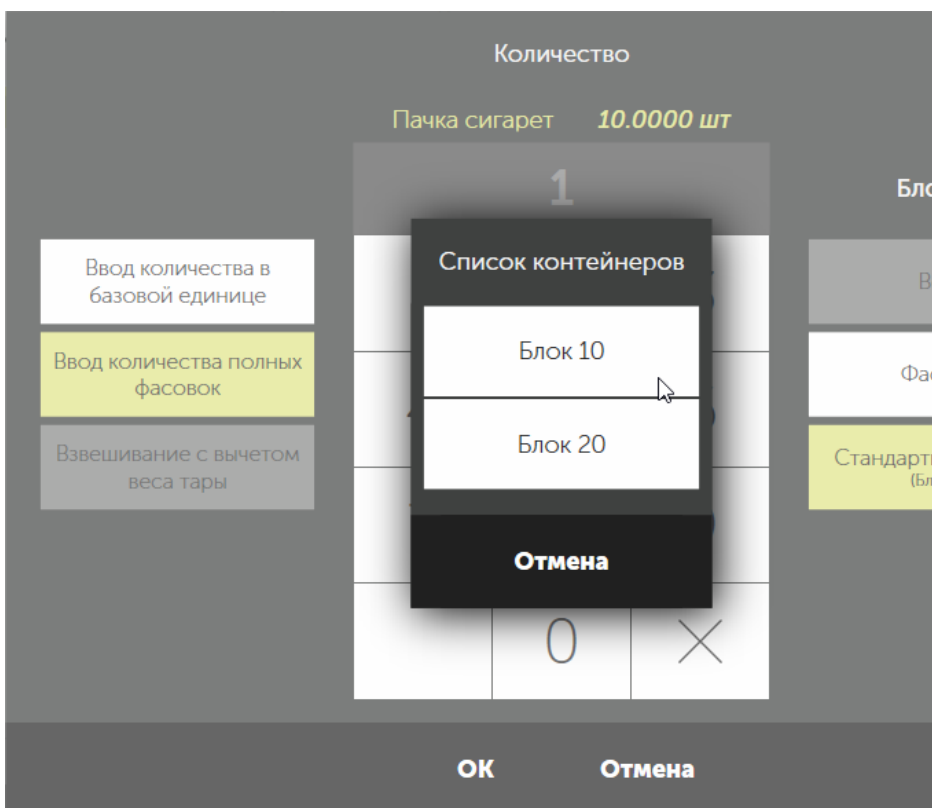 Количество
Пачка сигарет 10.0000 шт
1
Список контейнеров
Ввод количества в
базовой единице
Блок 10
Ввод количества полных
фасовок
Блок 20
Взвешивание с вычетом
веса тары
Отмена
0
ОК Отмена